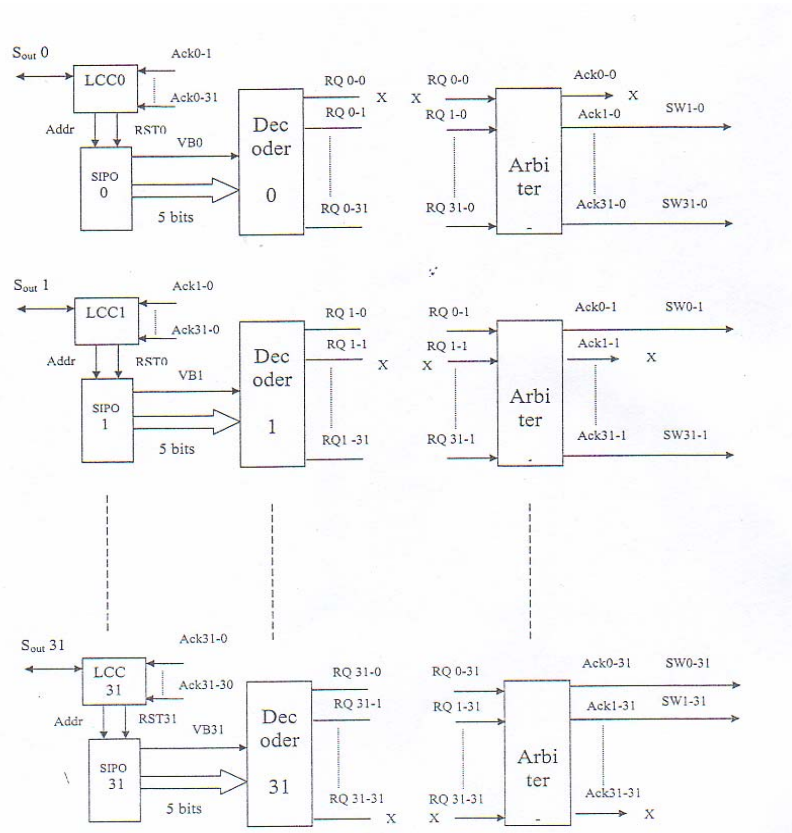 Sout 0
LCC0
Ack0-1
Ack0-31
Addr
RST0
SIPO
0
VB0
5 bits
Dec
oder
0
RQ 0-0
X
RQ 0-1
RQ 0-31
X
RQ 0-0
RQ 1-0
RQ 31-0
Arbi
ter
-
Ack0-0
X
Ack1-0
SW1-0
Ack31-0
SW31-0
Sout 1
LCC1
Ack1-0
Ack31-0
Addr
RST0
SIPO
1
VB1
5 bits
Dec
oder
1
RQ 1-0
RQ 1-1
X
RQ1 -31
RQ 0-1
RQ 1-1
X
RQ 31-1
Arbi
ter
-
Ack0-1
SW0-1
Ack1-1
X
Ack31-1
SW31-1
Sout 31
LCC
31
Ack31-0
Ack31-30
Addr
RST31
SIPO
31
VB31
5 bits
Dec
oder
31
RQ 31-0
RQ 31-1
RQ 31-31
X
RQ 0-31
RQ 1-31
RQ 31-31
X
Arbi
ter
Ack0-31
SW0-31
Ack1-31
SW1-31
Ack31-31
X